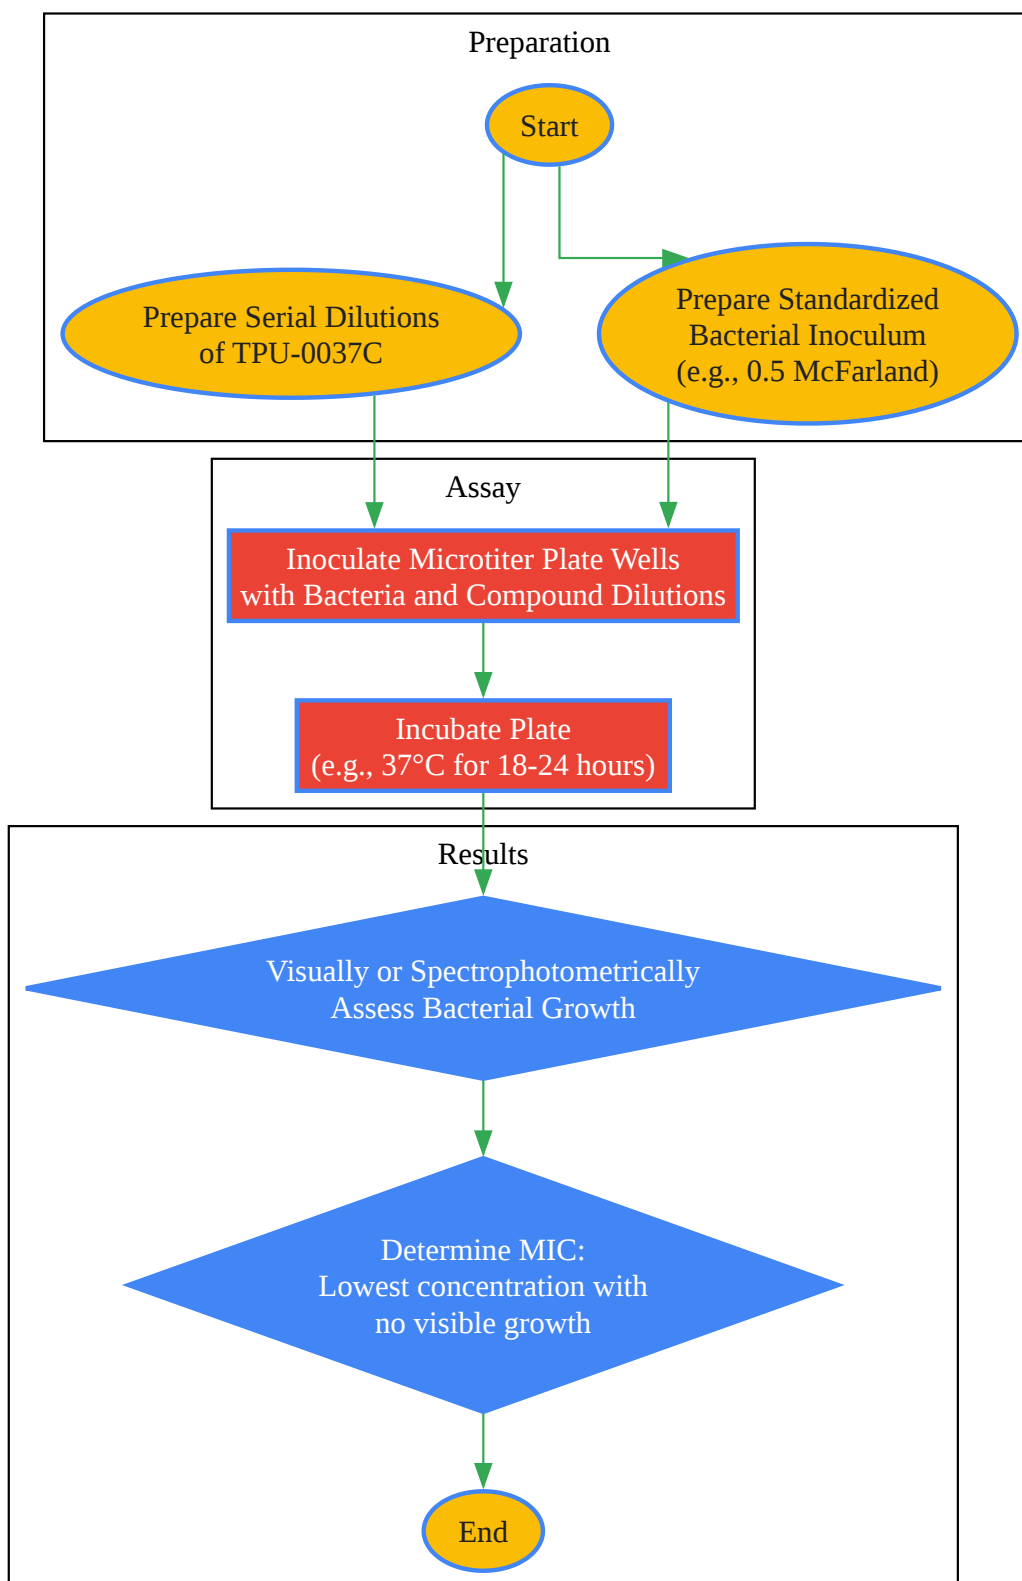 Preparation
Start
Prepare Serial Dilutions
of TPU-0037C
Prepare Standardized
Bacterial Inoculum
(e.g., 0.5 McFarland)
Assay
Inoculate Microtiter Plate Wells
with Bacteria and Compound Dilutions
Incubate Plate
(e.g., 37°C for 18-24 hours)
Results
Visually or Spectrophotometrically
Assess Bacterial Growth
Determine MIC:
Lowest concentration with
no visible growth
End